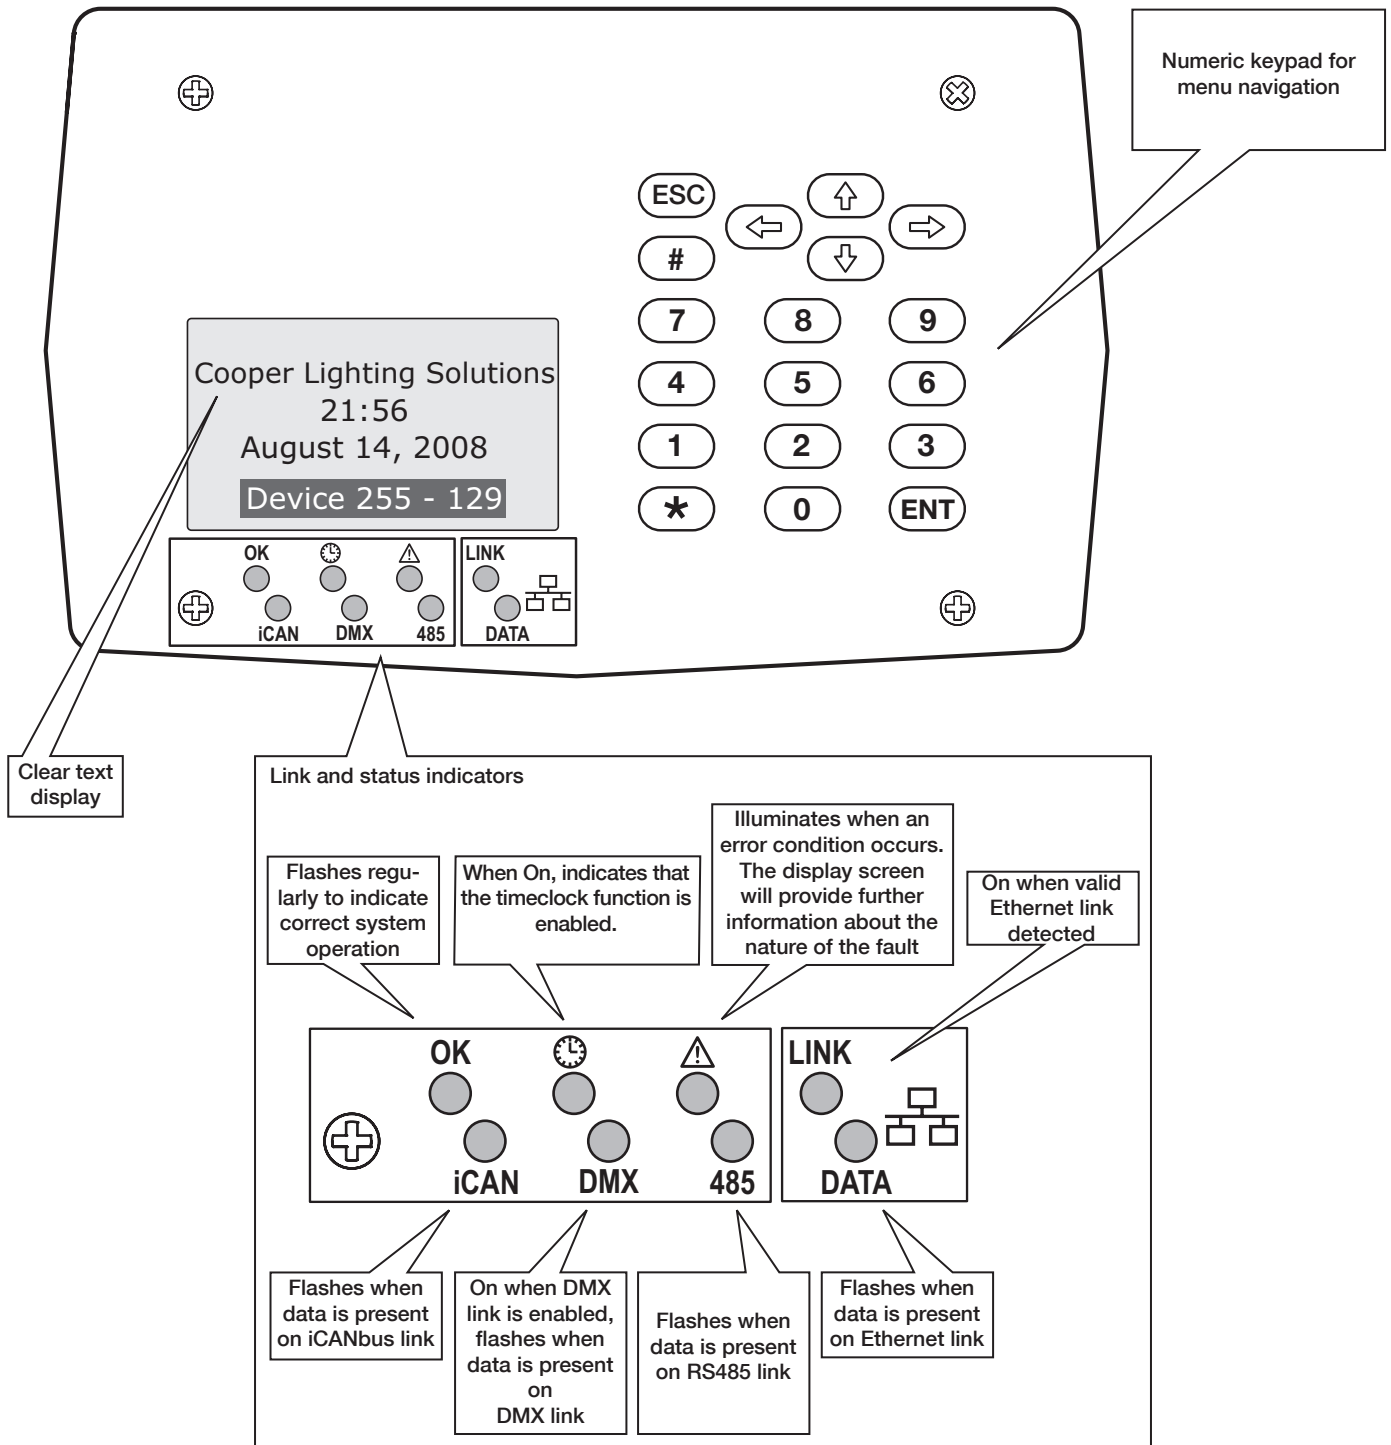 Numeric keypad for
menu navigation
ESC
#
7 8 9
4 5 6
1 2 3
* 0 ENT
Cooper Lighting Solutions
21:56
August 14, 2008
Device 255 - 129
OK
LINK
iCAN DMX 485
DATA
Clear text
display
Link and status indicators
Flashes regu-
larly to indicate
correct system
operation
When On, indicates that
the timeclock function is
enabled.
Illuminates when an
error condition occurs.
The display screen
will provide further
information about the
nature of the fault
On when valid
Ethernet link
detected
OK
LINK
iCAN DMX 485
DATA
Flashes when
data is present
on iCANbus link
On when DMX
link is enabled,
flashes when
data is present
on
DMX link
Flashes when
data is present
on RS485 link
Flashes when
data is present
on Ethernet link